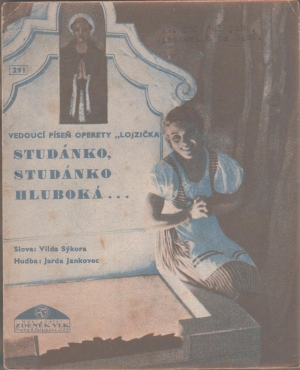 291
VEDOUCÍ PÍSEŇ OPERETY „LOJZIČKA
STUDÁNKO,
STUDÁNKO
HLUBOKÁ...
Slova: Vilda Sýkora
Hudba: Jarda Jankovec
ZDENĚK VLK